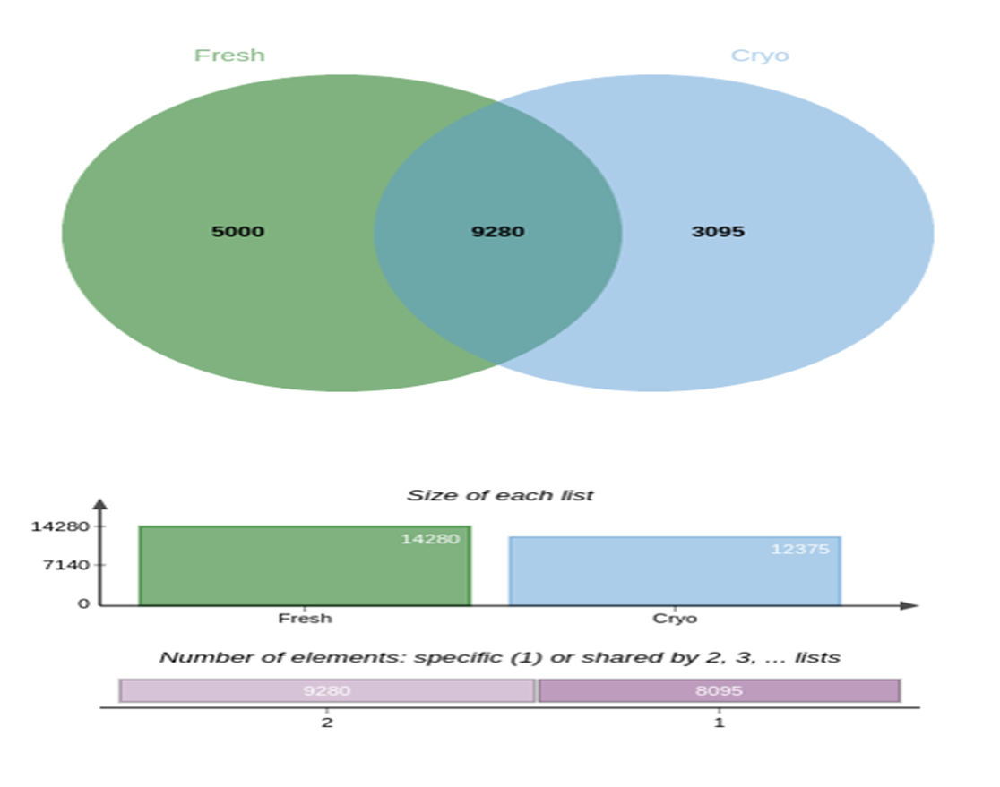 Fresh Cryo
5000 9280 3095
Size of each list
14280
7140
0
14280
12375
Fresh Cryo
Number of elements: specific (1) or shared by 2, 3, ... lists
9280 8095
2 1